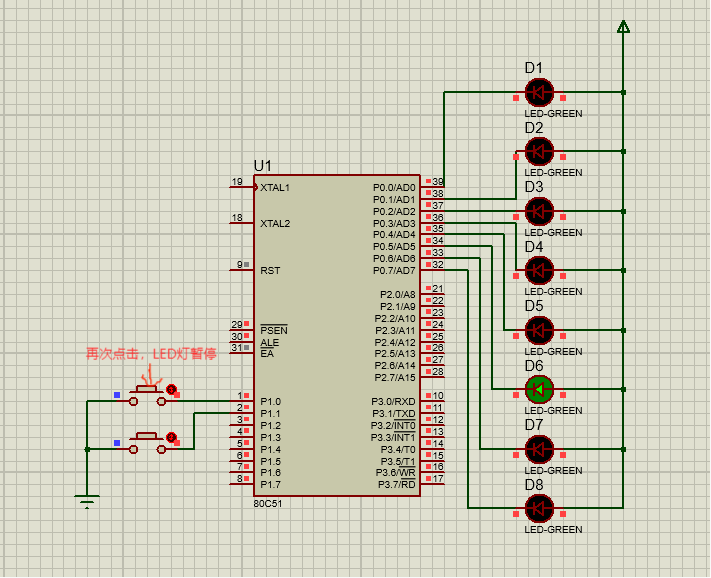 D1
LED-GREEN
D2
LED-GREEN
D3
LED-GREEN
D4
LED-GREEN
D5
LED-GREEN
D6
LED-GREEN
D7
LED-GREEN
D8
LED-GREEN
U1
19 XTAL1
18 XTAL2
9 RST
29 PSEN
30 ALE
31 EA
1 P1.0
2 P1.1
3 P1.2
4 P1.3
5 P1.4
6 P1.5
7 P1.6
8 P1.7
P0.0/AD0 39
P0.1/AD1 38
P0.2/AD2 37
P0.3/AD3 36
P0.4/AD4 35
P0.5/AD5 34
P0.6/AD6 33
P0.7/AD7 32
P2.0/A8 21
P2.1/A9 22
P2.2/A10 23
P2.3/A11 24
P2.4/A12 25
P2.5/A13 26
P2.6/A14 27
P2.7/A15 28
P3.0/RXD 10
P3.1/TXD 11
P3.2/INT0 12
P3.3/INT1 13
P3.4/T0 14
P3.5/T1 15
P3.6/WR 16
P3.7/RD 17
80C51
再次点击，LED灯暂停